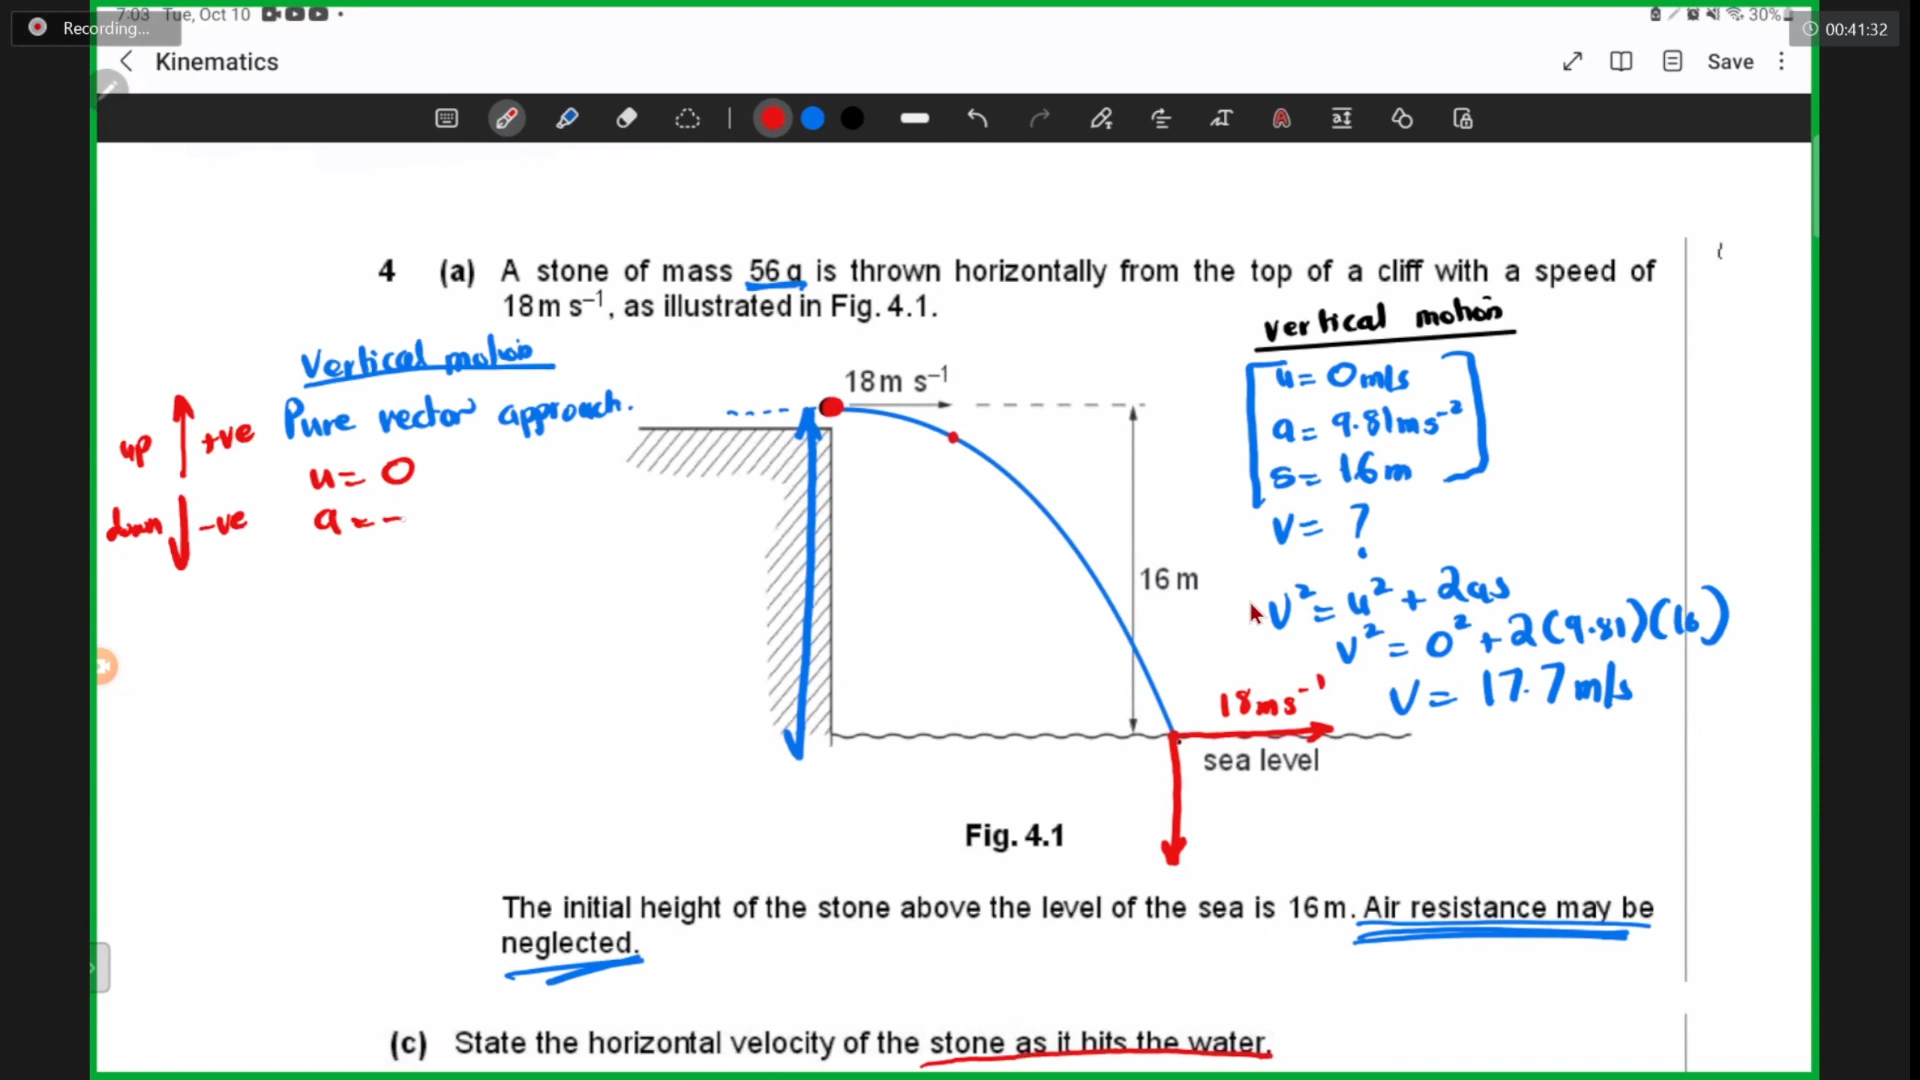 7:03 Tue, Oct 10
30%
Recording...
00:41:32
Kinematics
Save
4 (a) A stone of mass 56 g is thrown horizontally from the top of a cliff with a speed of
18 m s⁻¹, as illustrated in Fig. 4.1.
vertical motion
u = 0 m/s
a = 9.81 ms⁻²
s = 16 m
v = ?
v² = u² + 2as
v² = 0² + 2(9.81)(16)
v = 17.7 m/s
Vertical motion
Pure vector approach.
up +ve
down -ve
u = 0
a = -
18 m s⁻¹
16 m
18 ms⁻¹
sea level
Fig. 4.1
The initial height of the stone above the level of the sea is 16 m. Air resistance may be
neglected.
(c) State the horizontal velocity of the stone as it hits the water.